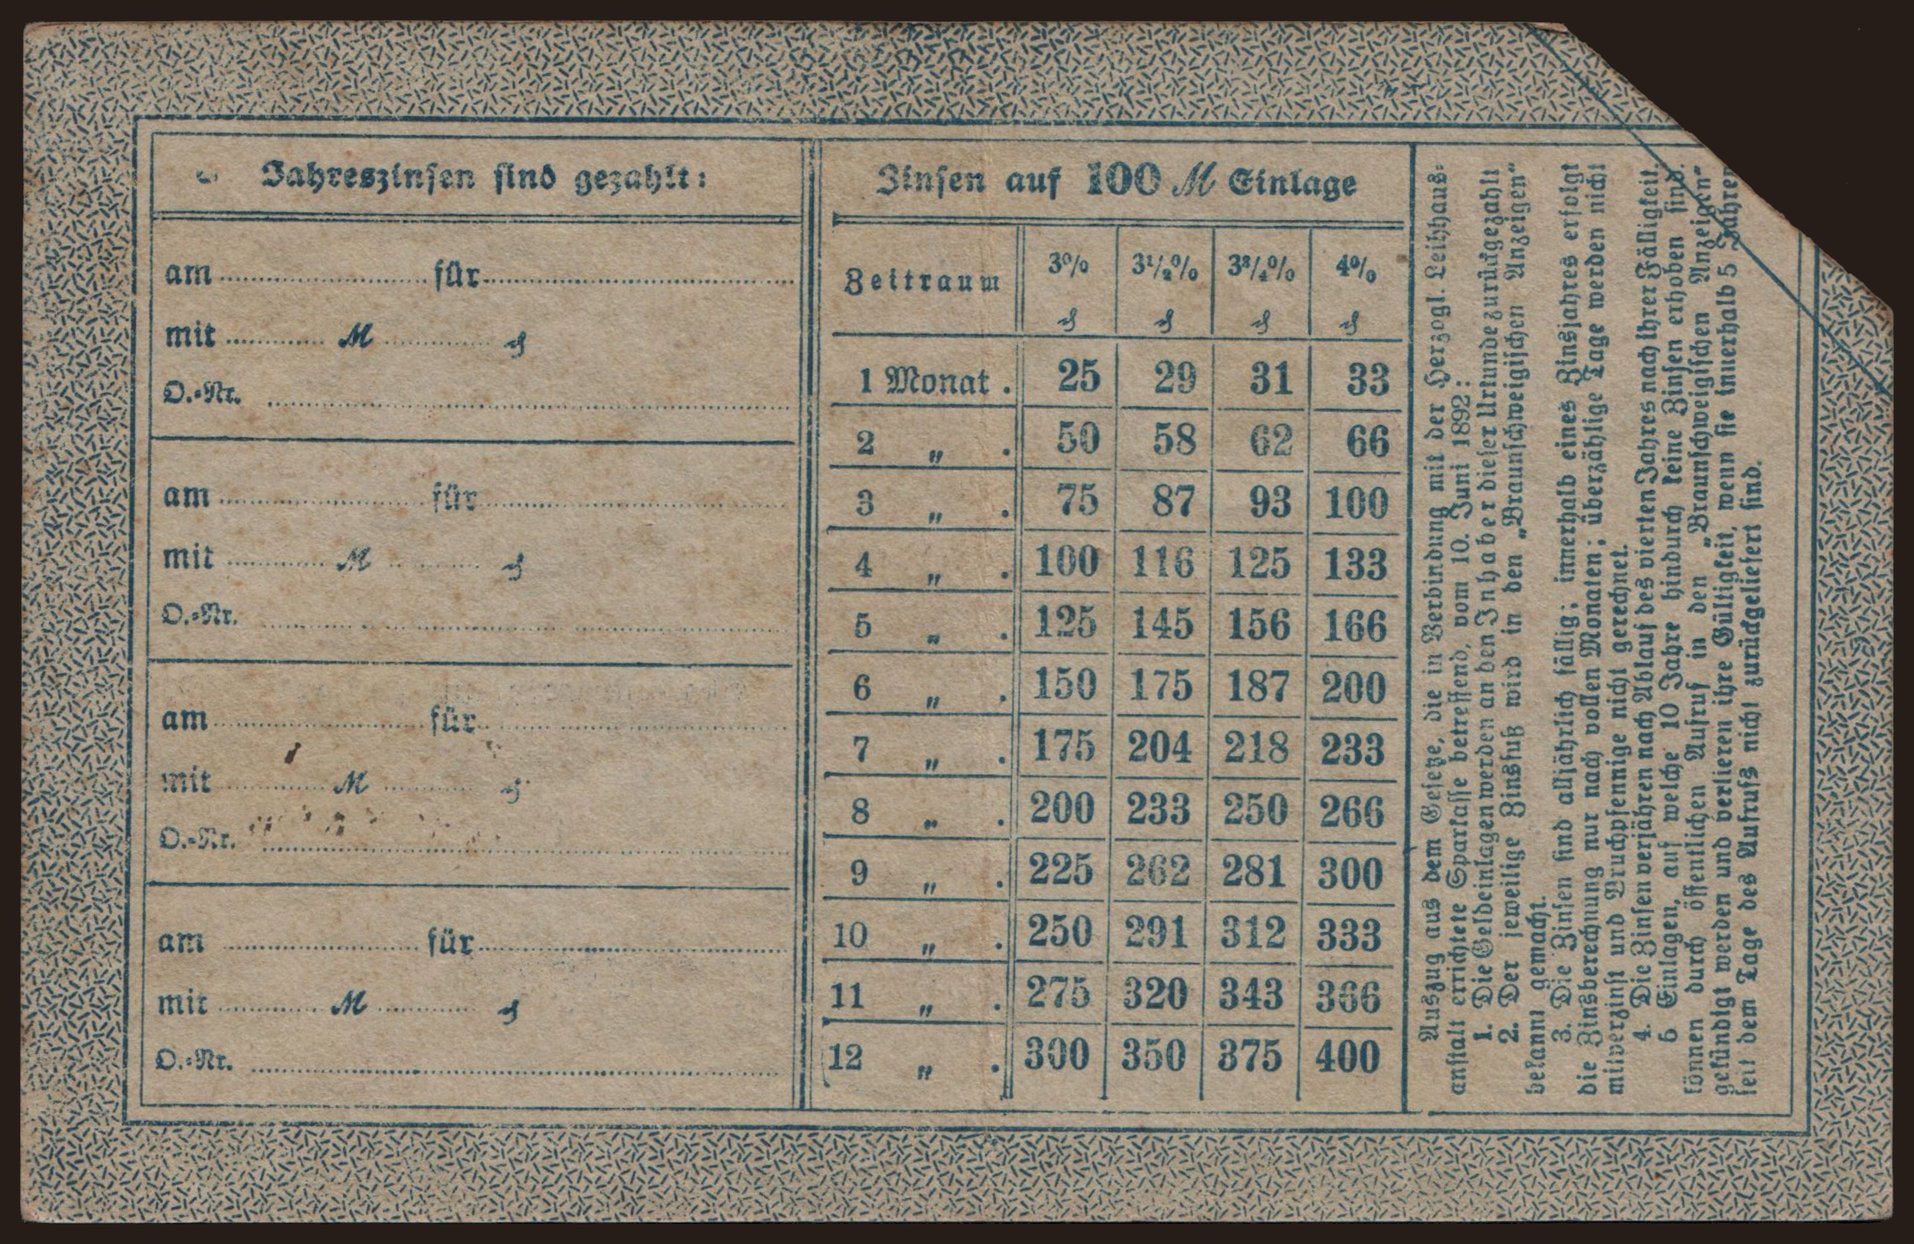 Jahreszinsen sind gezahlt:
am für
mit M ₰
O.-Nr.
am für
mit M ₰
O.-Nr.
am für
mit M ₰
O.-Nr.
am für
mit M ₰
O.-Nr.
Zinsen auf 100 M Einlage
Zeitraum 3% 3½% 3¾% 4%
₰ ₰ ₰ ₰
1 Monat . 25 29 31 33
2 " . 50 58 62 66
3 " . 75 87 93 100
4 " . 100 116 125 133
5 " . 125 145 156 166
6 " . 150 175 187 200
7 " . 175 204 218 233
8 " . 200 233 250 266
9 " . 225 262 281 300
10 " . 250 291 312 333
11 " . 275 320 343 366
12 " . 300 350 375 400
Auszug aus dem Gesetze, die in Verbindung mit der Herzogl. Leihhaus-
anstalt errichtete Sparkasse betreffend, vom 10. Juni 1892:
1. Die Geldeinlagen werden an den Inhaber dieser Urkunde zurückgezahlt
2. Der jeweilige Zinsfuß wird in den „Braunschweigischen Anzeigen“
bekannt gemacht.
3. Die Zinsen sind alljährlich fällig; innerhalb eines Zinsjahres erfolgt
die Zinsberechnung nur nach vollen Monaten; überzählige Tage werden nicht
mitverzinst und Bruchpfennige nicht gerechnet.
4. Die Zinsen verjähren nach Ablauf des vierten Jahres nach ihrer Fälligkeit.
6 Einlagen, auf welche 10 Jahre hindurch keine Zinsen erhoben sind,
können durch öffentlichen Aufruf in den „Braunschweigschen Anzeigen“
gekündigt werden und verlieren ihre Gültigkeit, wenn sie innerhalb 5 Jahren
seit dem Tage des Aufrufs nicht zurückgeliefert sind.